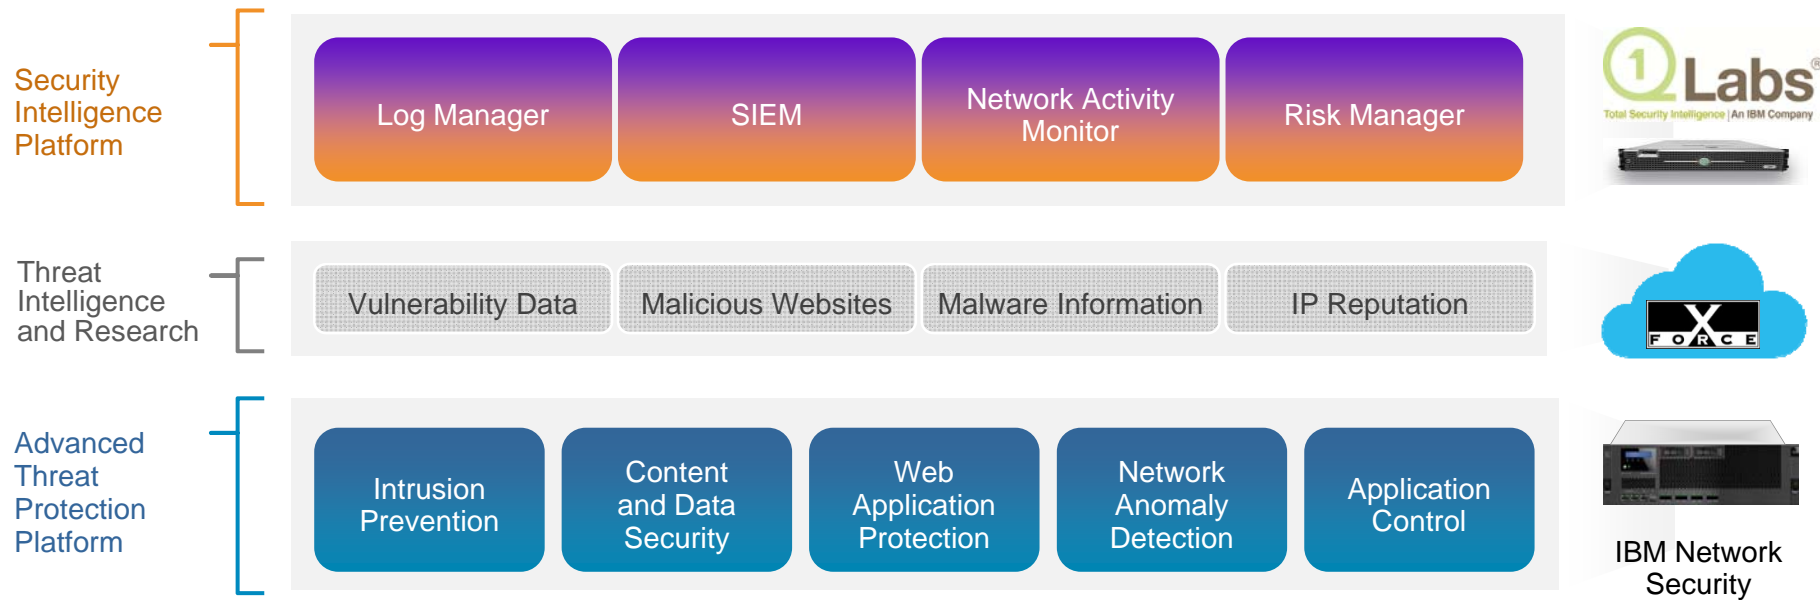 Security
Intelligence
Platform
Log Manager
SIEM
Network Activity
Monitor
Risk Manager
Q1 Labs®
Total Security Intelligence | An IBM Company
Threat
Intelligence
and Research
Vulnerability Data
Malicious Websites
Malware Information
IP Reputation
X
FORCE
Advanced
Threat
Protection
Platform
Intrusion
Prevention
Content
and Data
Security
Web
Application
Protection
Network
Anomaly
Detection
Application
Control
IBM Network
Security